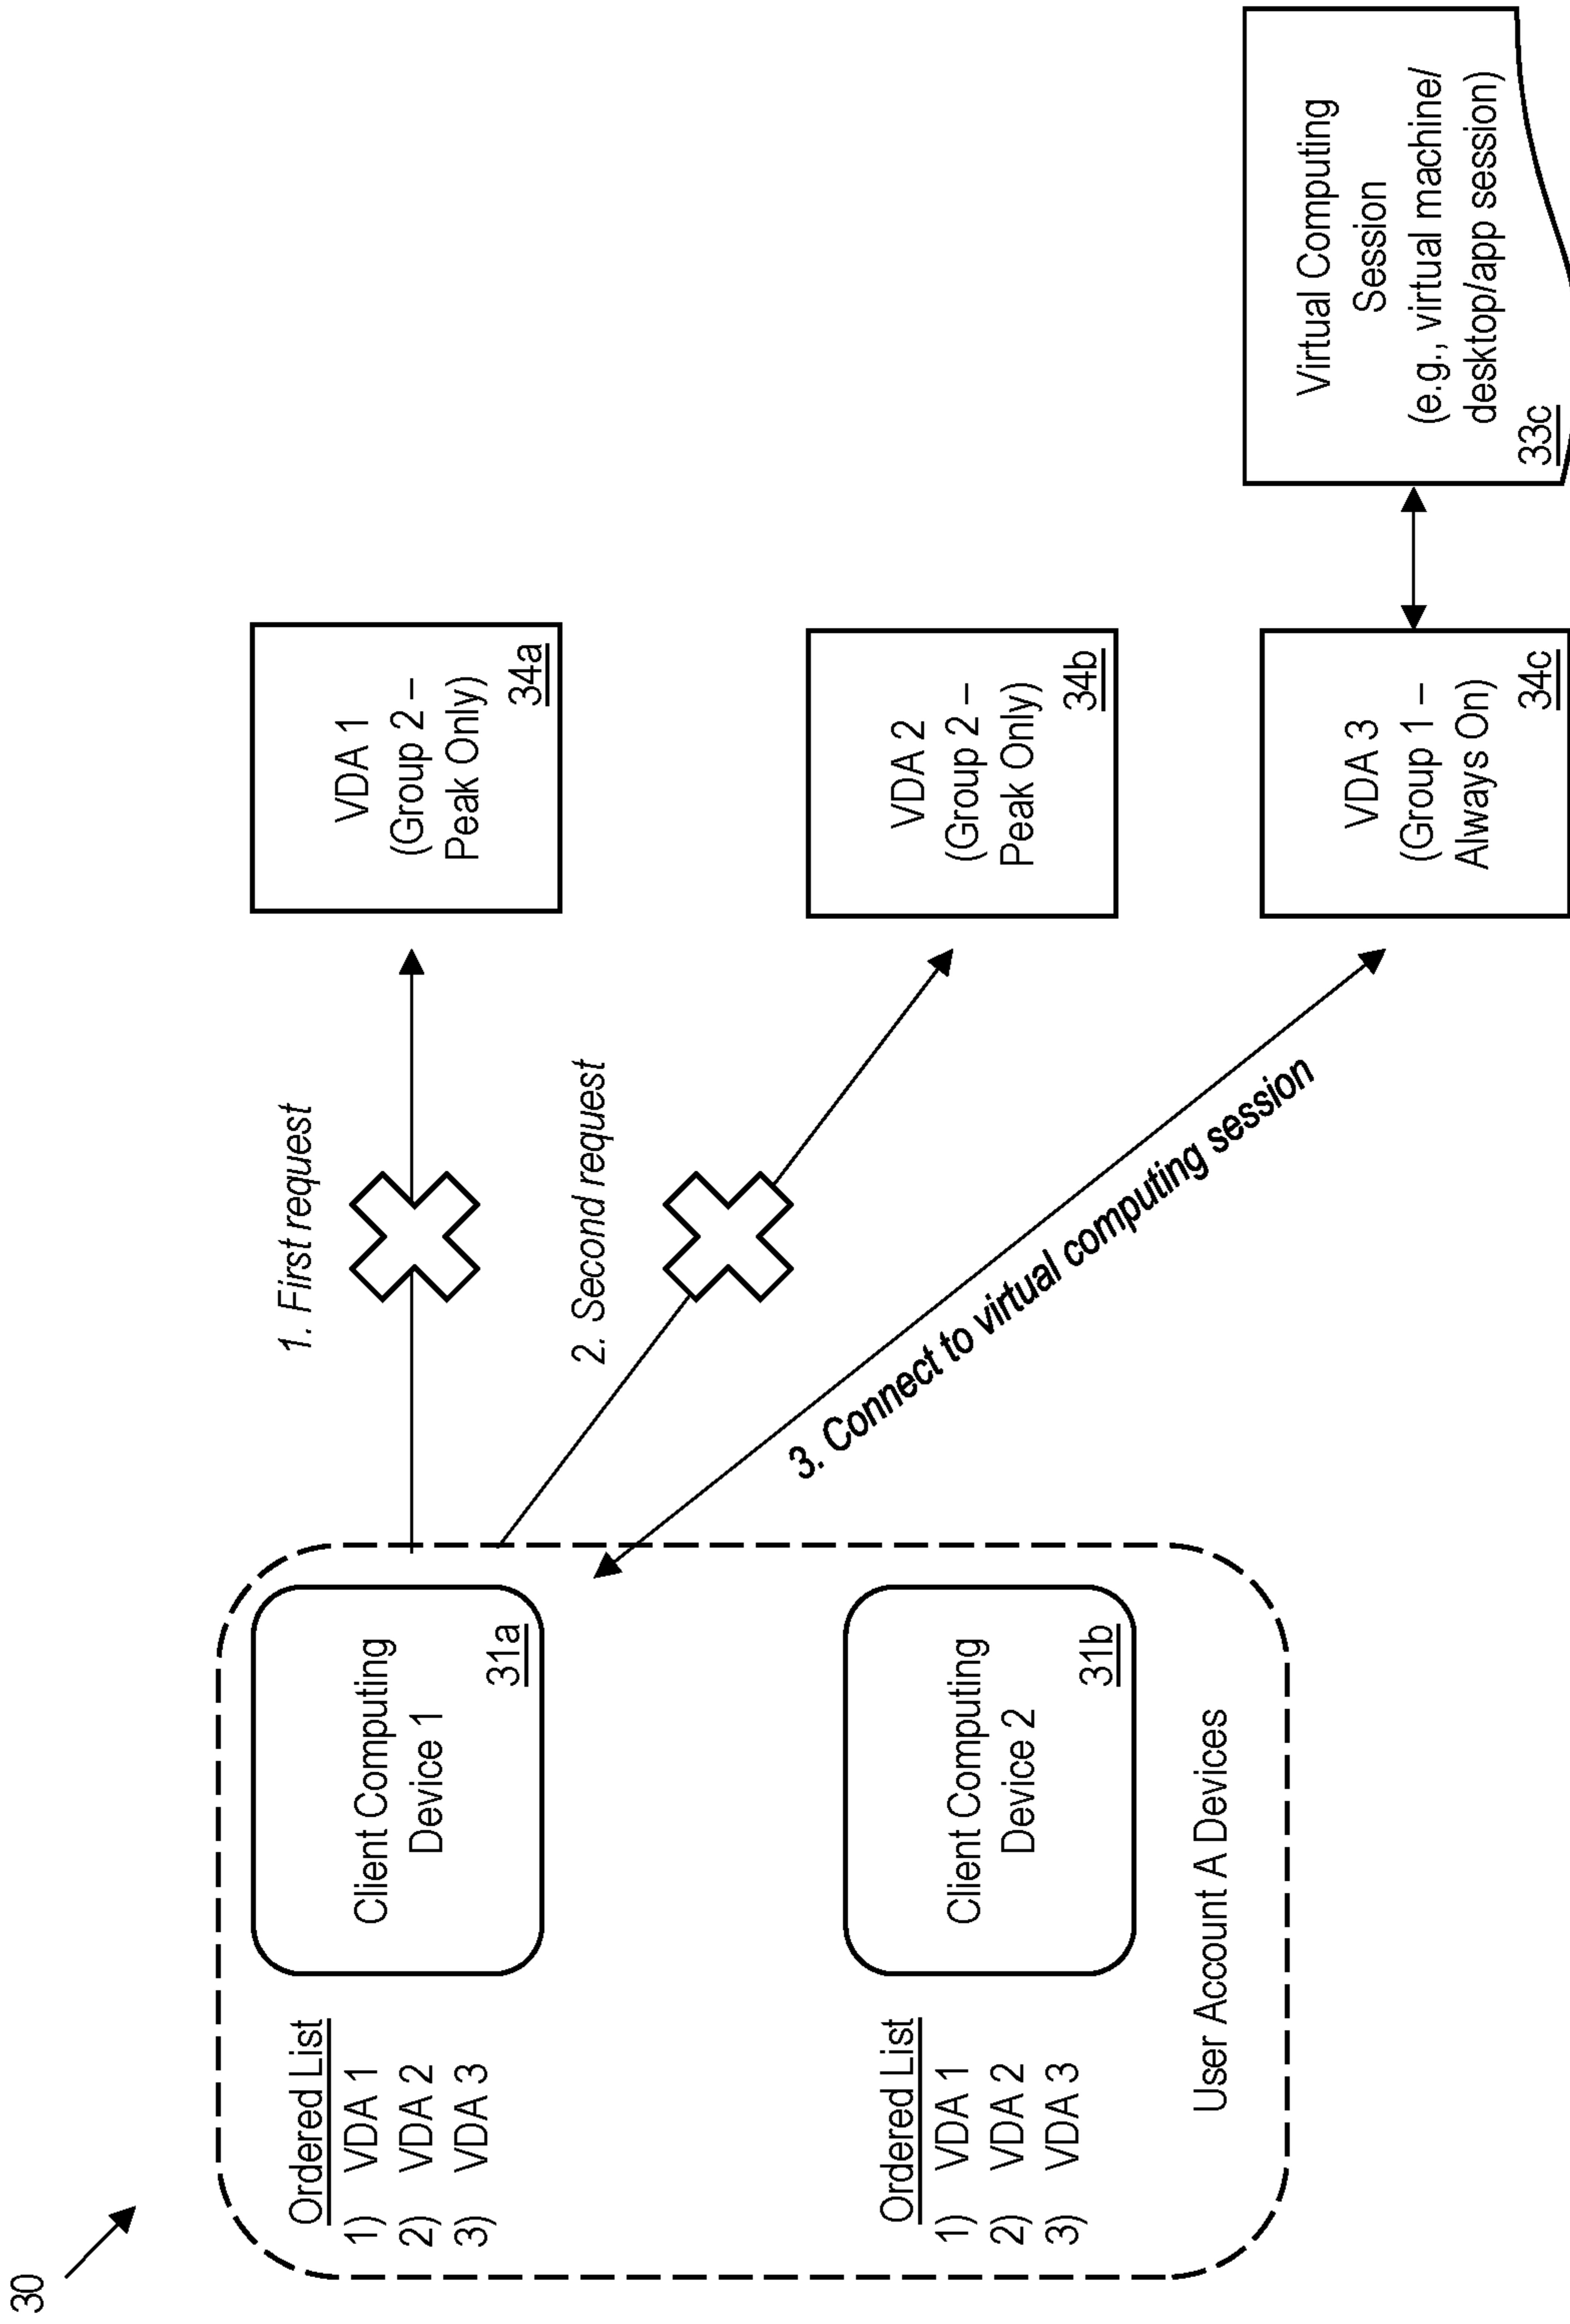 30
Ordered List
1) VDA 1
2) VDA 2
3) VDA 3
Client Computing
Device 1
31a
Ordered List
1) VDA 1
2) VDA 2
3) VDA 3
Client Computing
Device 2
31b
User Account A Devices
1. First request
2. Second request
3. Connect to virtual computing session
VDA 1
(Group 2 –
Peak Only)
34a
VDA 2
(Group 2 –
Peak Only)
34b
VDA 3
(Group 1 –
Always On)
34c
Virtual Computing
Session
(e.g., virtual machine/
desktop/app session)
33c